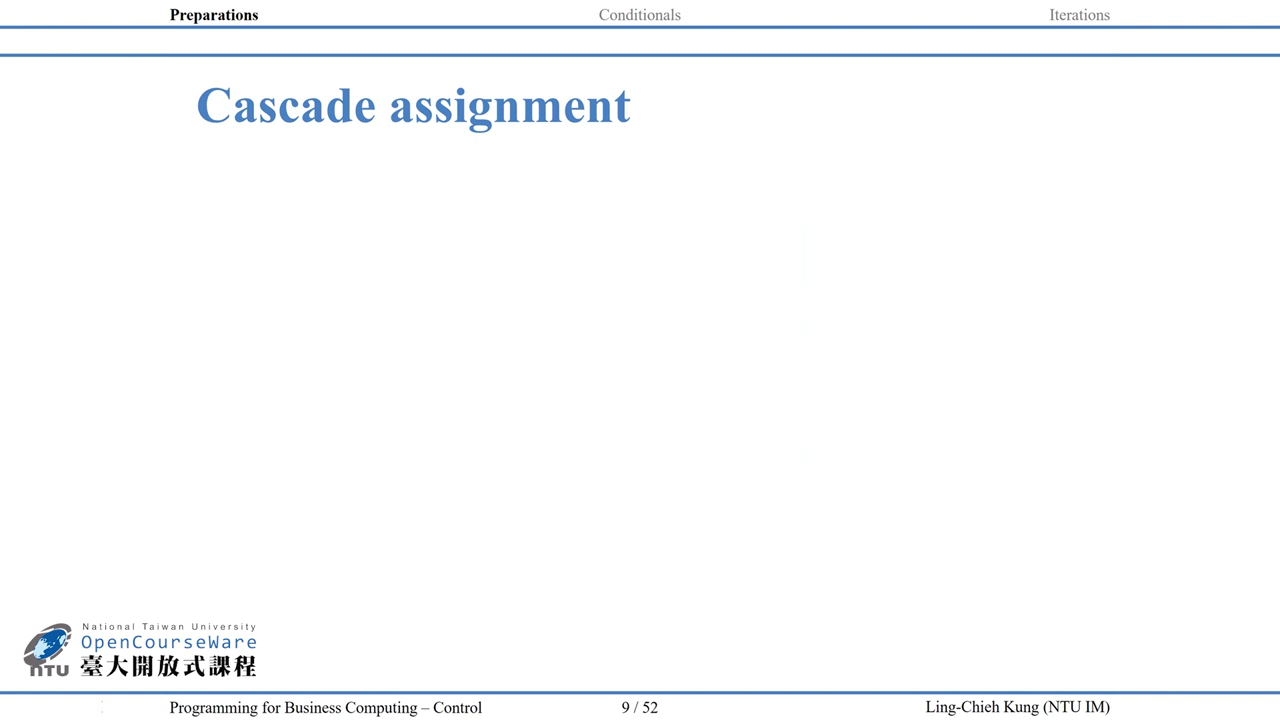 Preparations Conditionals Iterations
Cascade assignment
National Taiwan University
OpenCourseWare
NTU 臺大開放式課程
Programming for Business Computing – Control 9 / 52 Ling-Chieh Kung (NTU IM)